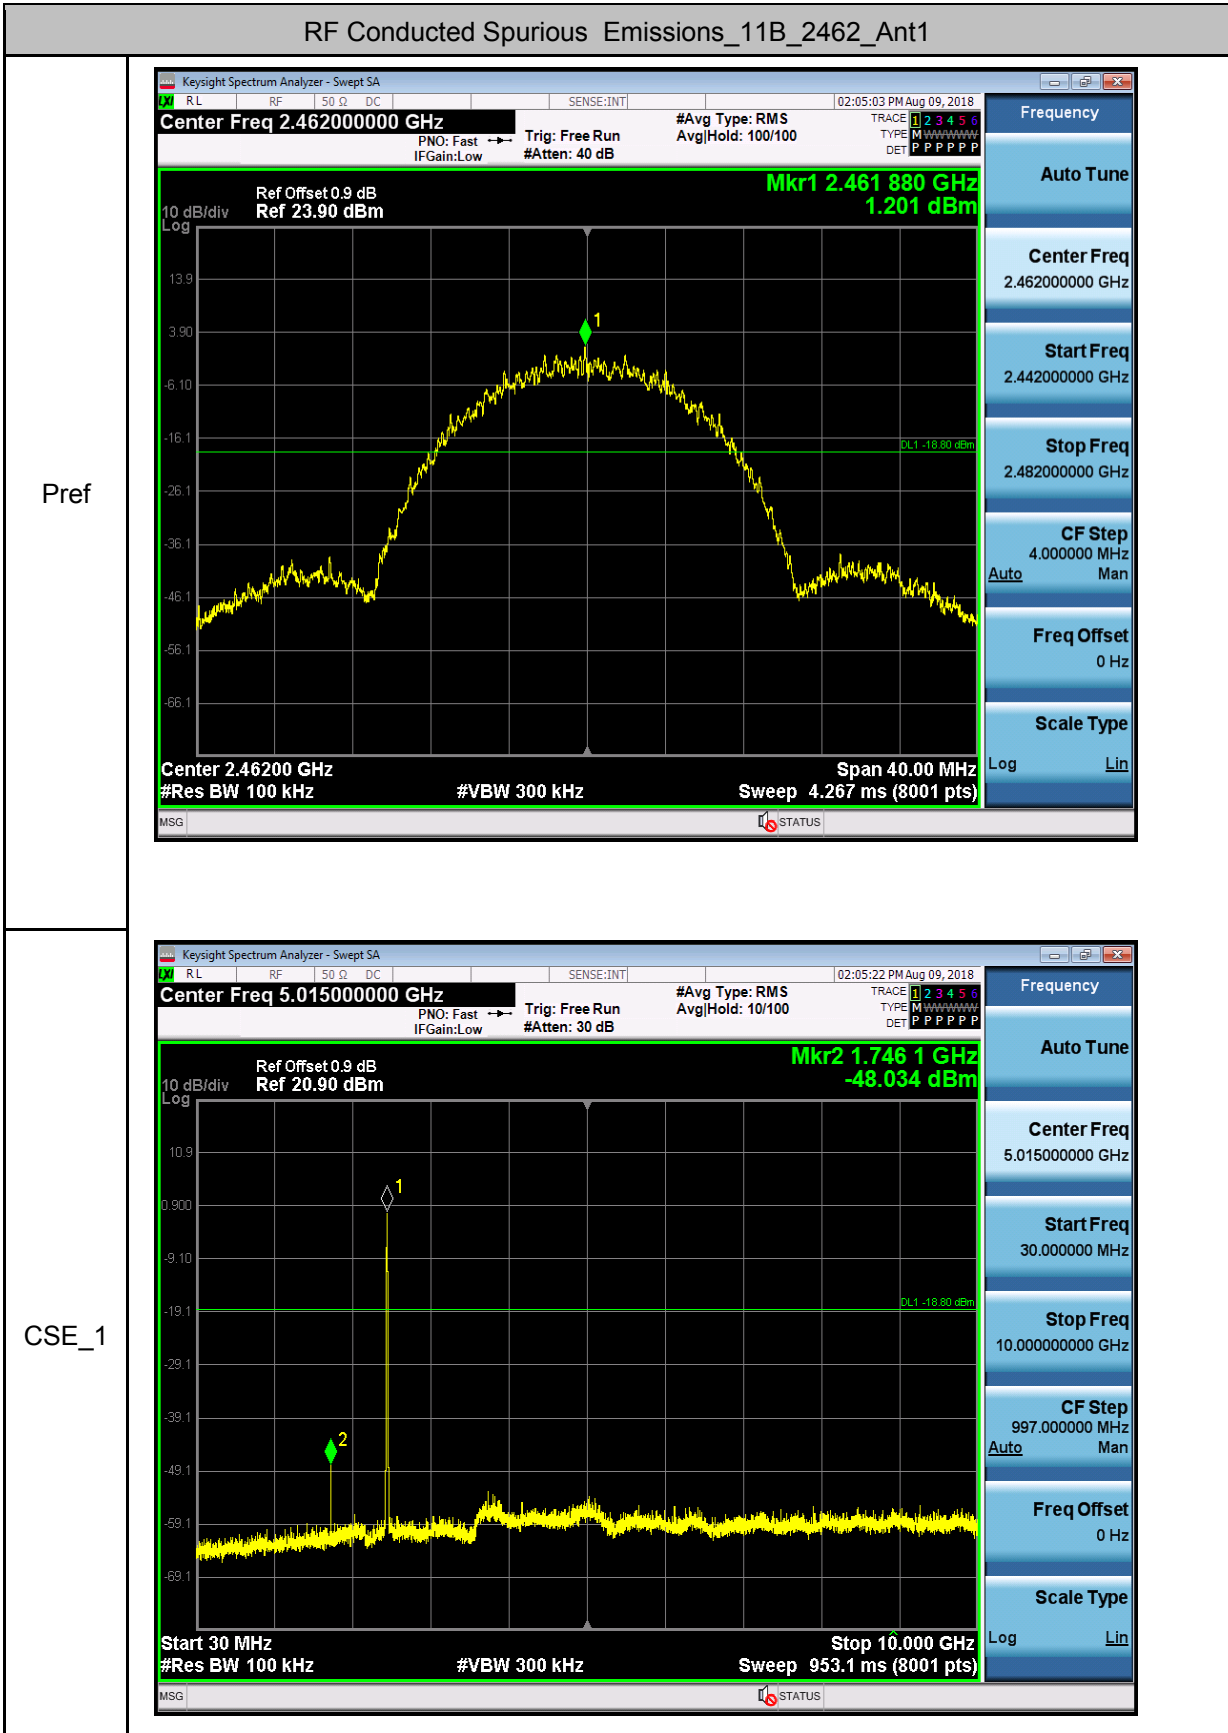 RF Conducted Spurious Emissions_11B_2462_Ant1
Pref
Keysight Spectrum Analyzer - Swept SA
LXI RL RF 50 Ω DC SENSE:INT 02:05:03 PM Aug 09, 2018
Center Freq 2.462000000 GHz
PNO: Fast
IFGain:Low
Trig: Free Run
#Atten: 40 dB
#Avg Type: RMS
Avg|Hold: 100/100
TRACE 1 2 3 4 5 6
TYPE M WWWWW
DET P P P P P P
Mkr1 2.461 880 GHz
1.201 dBm
Ref Offset 0.9 dB
10 dB/div Ref 23.90 dBm
Log
13.9
3.90
-6.10
-16.1
-26.1
-36.1
-46.1
-56.1
-66.1
1
DL1 -18.80 dBm
Center 2.46200 GHz Span 40.00 MHz
#Res BW 100 kHz #VBW 300 kHz Sweep 4.267 ms (8001 pts)
MSG STATUS
Frequency
Auto Tune
Center Freq
2.462000000 GHz
Start Freq
2.442000000 GHz
Stop Freq
2.482000000 GHz
CF Step
4.000000 MHz
Auto Man
Freq Offset
0 Hz
Scale Type
Log Lin
CSE_1
Keysight Spectrum Analyzer - Swept SA
LXI RL RF 50 Ω DC SENSE:INT 02:05:22 PM Aug 09, 2018
Center Freq 5.015000000 GHz
PNO: Fast
IFGain:Low
Trig: Free Run
#Atten: 30 dB
#Avg Type: RMS
Avg|Hold: 10/100
TRACE 1 2 3 4 5 6
TYPE M WWWWW
DET P P P P P P
Mkr2 1.746 1 GHz
-48.034 dBm
Ref Offset 0.9 dB
10 dB/div Ref 20.90 dBm
Log
10.9
0.900
-9.10
-19.1
-29.1
-39.1
-49.1
-59.1
-69.1
1
2
DL1 -18.80 dBm
Start 30 MHz Stop 10.000 GHz
#Res BW 100 kHz #VBW 300 kHz Sweep 953.1 ms (8001 pts)
MSG STATUS
Frequency
Auto Tune
Center Freq
5.015000000 GHz
Start Freq
30.000000 MHz
Stop Freq
10.000000000 GHz
CF Step
997.000000 MHz
Auto Man
Freq Offset
0 Hz
Scale Type
Log Lin